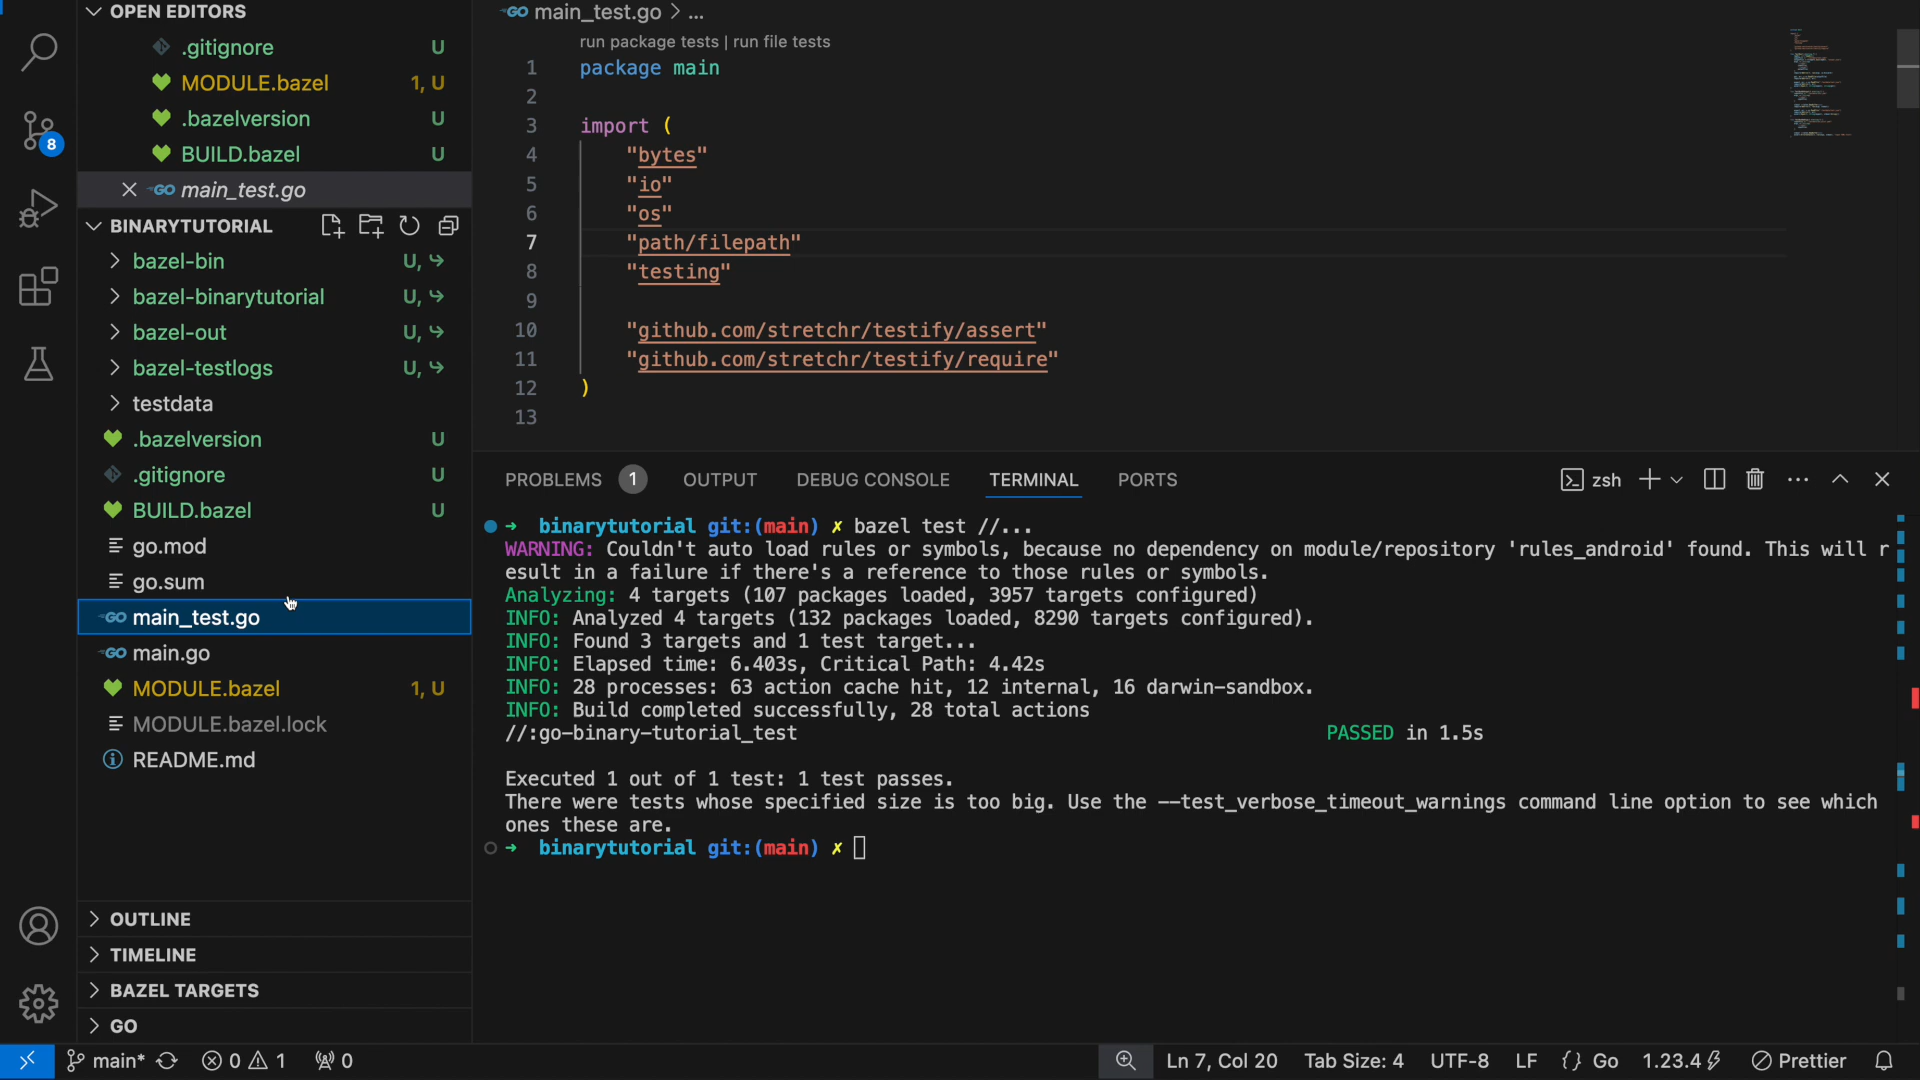 OPEN EDITORS
.gitignore U
MODULE.bazel 1, U
.bazelversion U
BUILD.bazel U
GO main_test.go
BINARYTUTORIAL
bazel-bin U,
bazel-binarytutorial U,
bazel-out U,
bazel-testlogs U,
testdata
.bazelversion U
.gitignore U
BUILD.bazel U
go.mod
go.sum
GO main_test.go
GO main.go
MODULE.bazel 1, U
MODULE.bazel.lock
README.md
OUTLINE
TIMELINE
BAZEL TARGETS
GO
8
GO main_test.go > ...
run package tests | run file tests
1 package main
2
3 import (
4 "bytes"
5 "io"
6 "os"
7 "path/filepath"
8 "testing"
9
10 "github.com/stretchr/testify/assert"
11 "github.com/stretchr/testify/require"
12 )
13
PROBLEMS 1 OUTPUT DEBUG CONSOLE TERMINAL PORTS zsh
→ binarytutorial git:(main) ✗ bazel test //...
WARNING: Couldn't auto load rules or symbols, because no dependency on module/repository 'rules_android' found. This will r
esult in a failure if there's a reference to those rules or symbols.
Analyzing: 4 targets (107 packages loaded, 3957 targets configured)
INFO: Analyzed 4 targets (132 packages loaded, 8290 targets configured).
INFO: Found 3 targets and 1 test target...
INFO: Elapsed time: 6.403s, Critical Path: 4.42s
INFO: 28 processes: 63 action cache hit, 12 internal, 16 darwin-sandbox.
INFO: Build completed successfully, 28 total actions
//:go-binary-tutorial_test PASSED in 1.5s
Executed 1 out of 1 test: 1 test passes.
There were tests whose specified size is too big. Use the --test_verbose_timeout_warnings command line option to see which
ones these are.
→ binarytutorial git:(main) ✗
main* 0 1 0 Ln 7, Col 20 Tab Size: 4 UTF-8 LF {} Go 1.23.4 Prettier